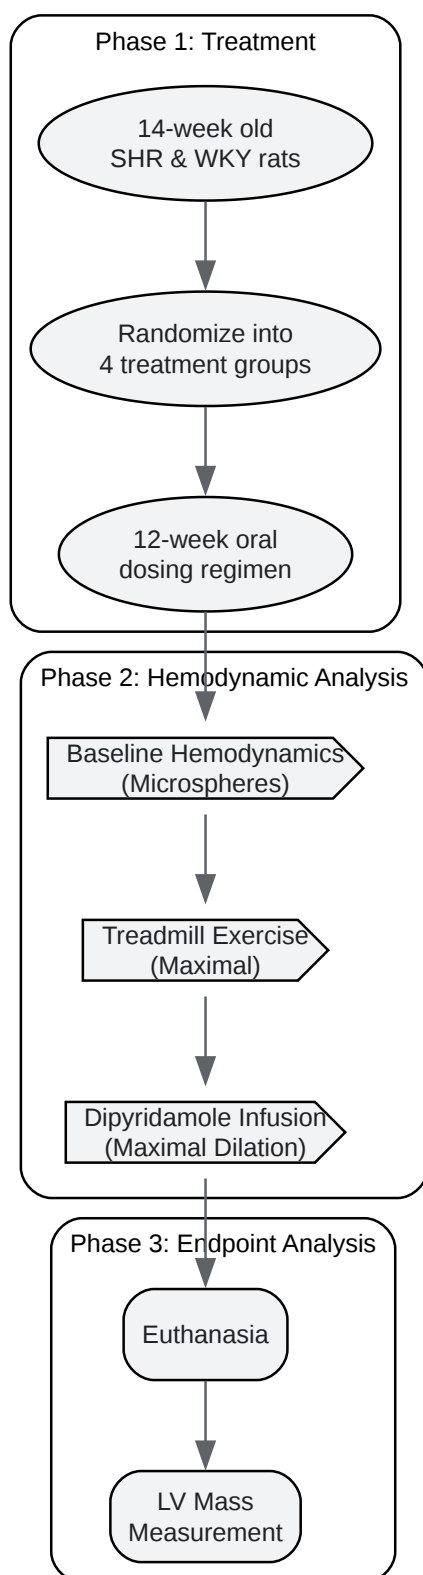 Phase 1: Treatment
14-week old
SHR & WKY rats
Randomize into
4 treatment groups
12-week oral
dosing regimen
Phase 2: Hemodynamic Analysis
Baseline Hemodynamics
(Microspheres)
Treadmill Exercise
(Maximal)
Dipyridamole Infusion
(Maximal Dilation)
Phase 3: Endpoint Analysis
Euthanasia
LV Mass
Measurement